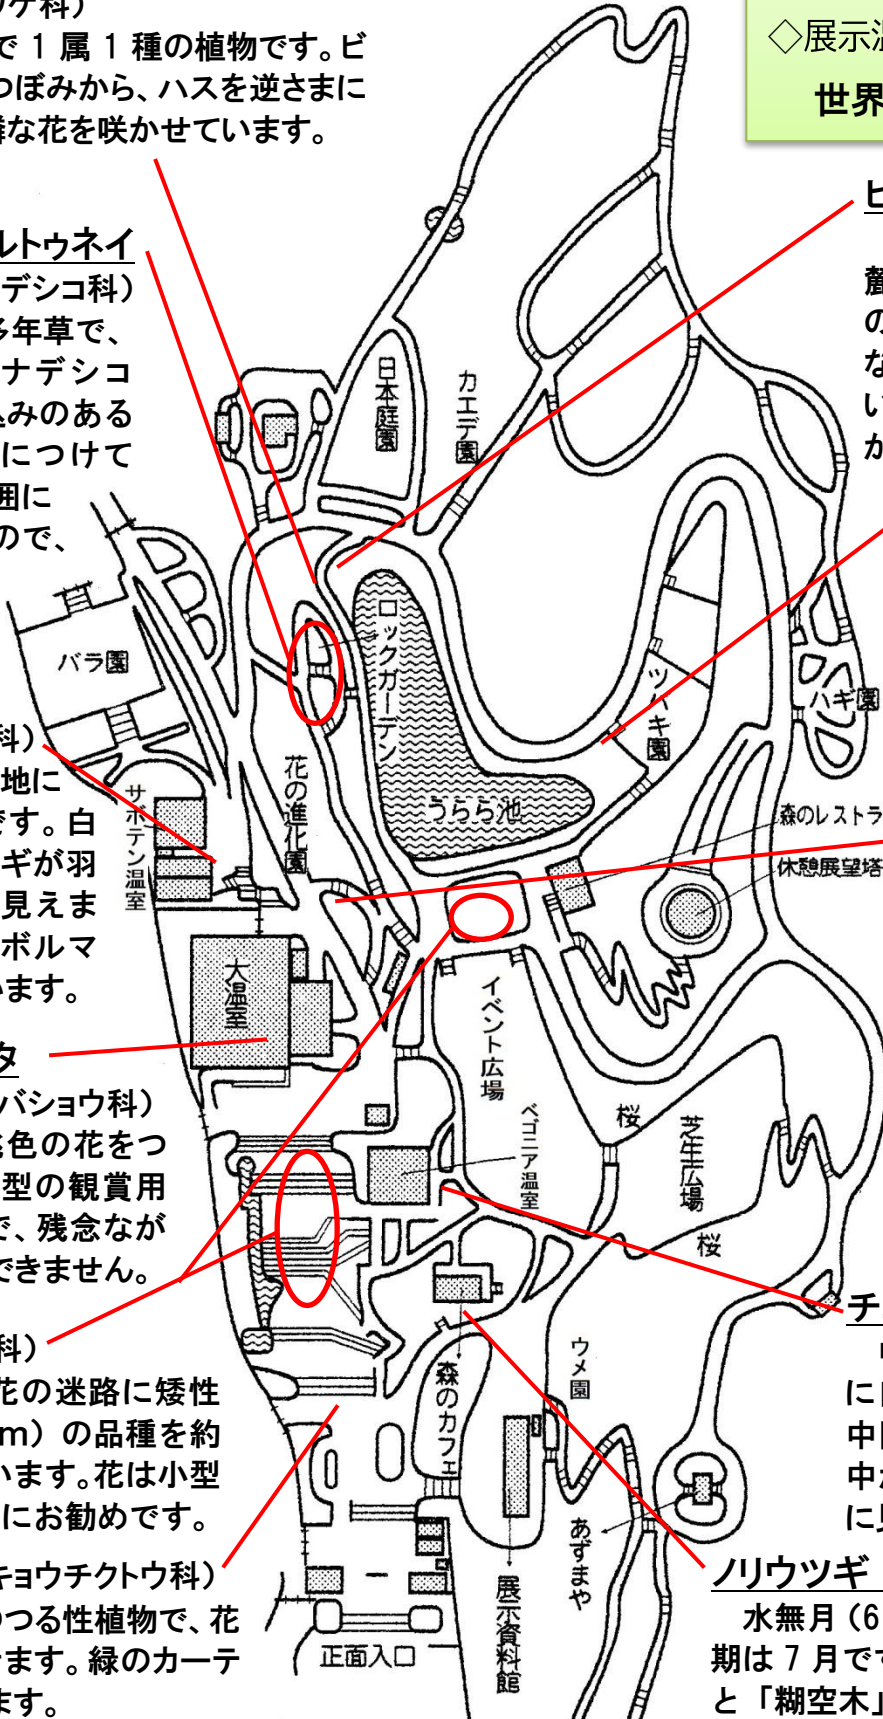 で 1 属 1 種の植物です。ビ
つぼみから、ハスを逆さまに
な花を咲かせています。
◇展示温
世界
ルトゥネイ
デシコ科）
多年草で、
ナデシコ
込みのある
につけて
囲に
ので、
ヒ
麓
の
な
い
か
日本庭園
カエデ園
バラ園
ロックガーデン
ツバキ園
ハギ園
花の進化園
うらら池
サボテン温室
森のレストラ
休憩展望塔
科）
地に
です。白
ギが羽
見えま
ボルマ
います。
大温室
イベント広場
タ
バショウ科）
色の花をつ
型の観賞用
で、残念なが
できません。
ベゴニア温室
桜
芝生広場
桜
科）
花の迷路に矮性
ｍ）の品種を約
います。花は小型
にお勧めです。
チ
に
中
に
森のカフェ
ウメ園
あずまや
キョウチクトウ科）
のつる性植物で、花
ます。緑のカーテ
ます。
正面入口
展示資料館
ノリウツギ
水無月（6
期は 7 月です
と「糊空木」